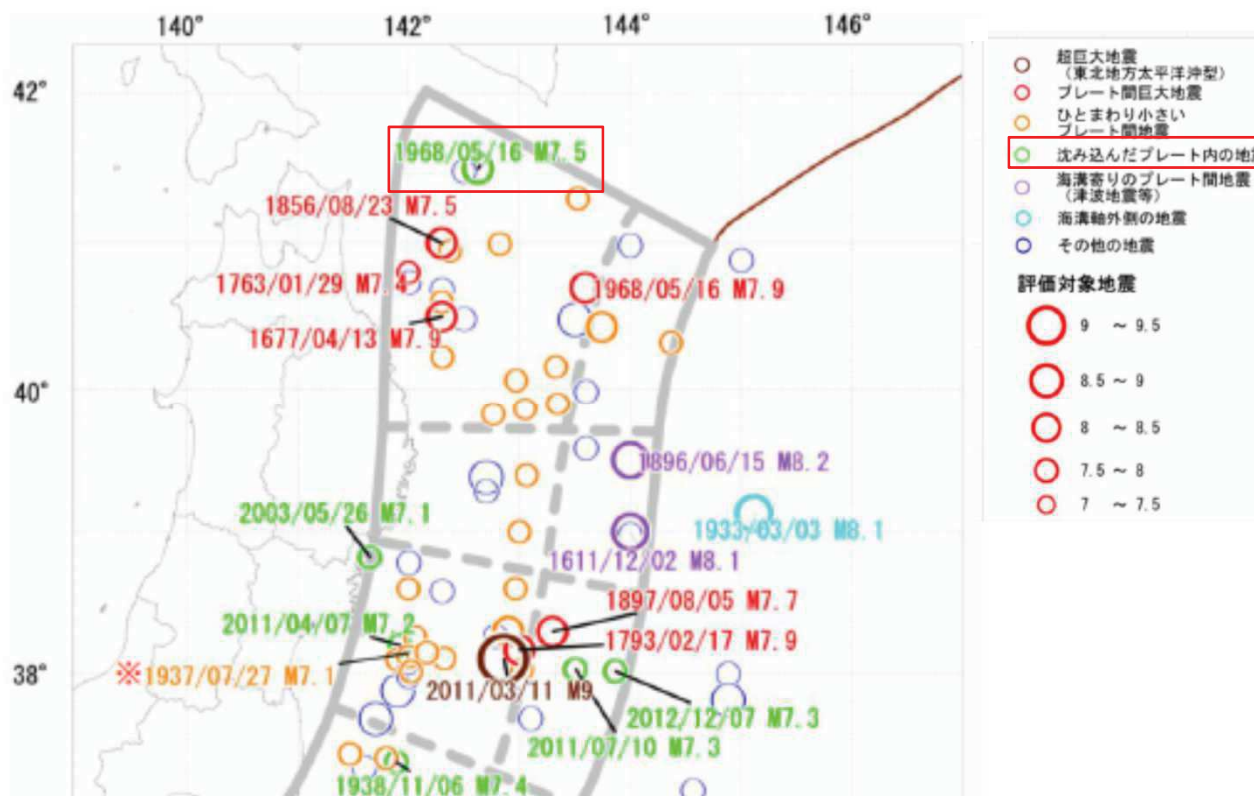 140°
142°
144°
146°
42°
40°
38°
1968/05/16 M7.5
1856/08/23 M7.5
1763/01/29 M7.4
1968/05/16 M7.9
1677/04/13 M7.9
1896/06/15 M8.2
2003/05/26 M7.1
1933/03/03 M8.1
1611/12/02 M8.1
1897/08/05 M7.7
2011/04/07 M7.2
1793/02/17 M7.9
※1937/07/27 M7.1
2011/03/11 M9
2012/12/07 M7.3
2011/07/10 M7.3
1938/11/06 M7.4
超巨大地震
（東北地方太平洋沖型）
プレート間巨大地震
ひとまわり小さい
プレート間地震
沈み込んだプレート内の地
海溝寄りのプレート間地震
（津波地震等）
海溝軸外側の地震
その他の地震
評価対象地震
9 ～ 9.5
8.5 ～ 9
8 ～ 8.5
7.5 ～ 8
7 ～ 7.5